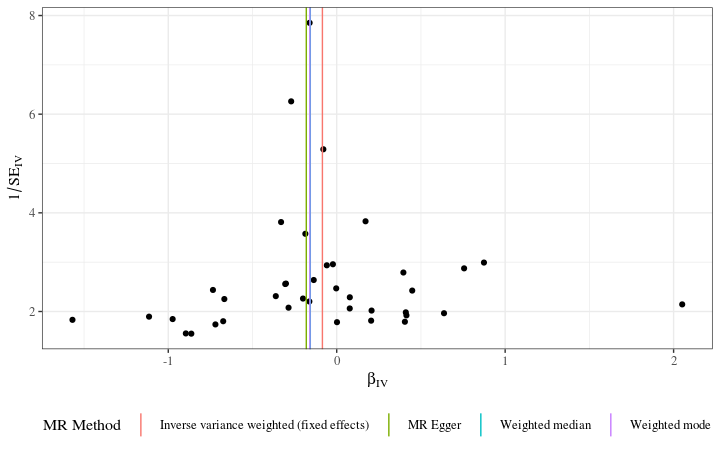 8
6
4
2
1/SE_IV
-1 0 1 2
β_IV
MR Method Inverse variance weighted (fixed effects) MR Egger Weighted median Weighted mode